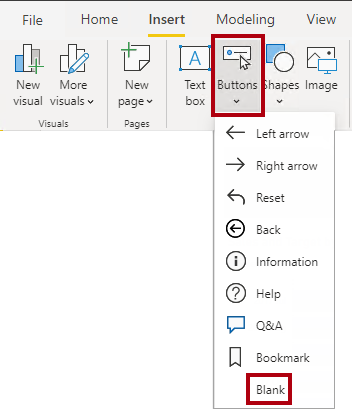 File Home Insert Modeling View
New visual More visuals New page Text box Buttons Shapes Image
Visuals Pages
Left arrow
Right arrow
Reset
Back
Information
Help
Q&A
Bookmark
Blank